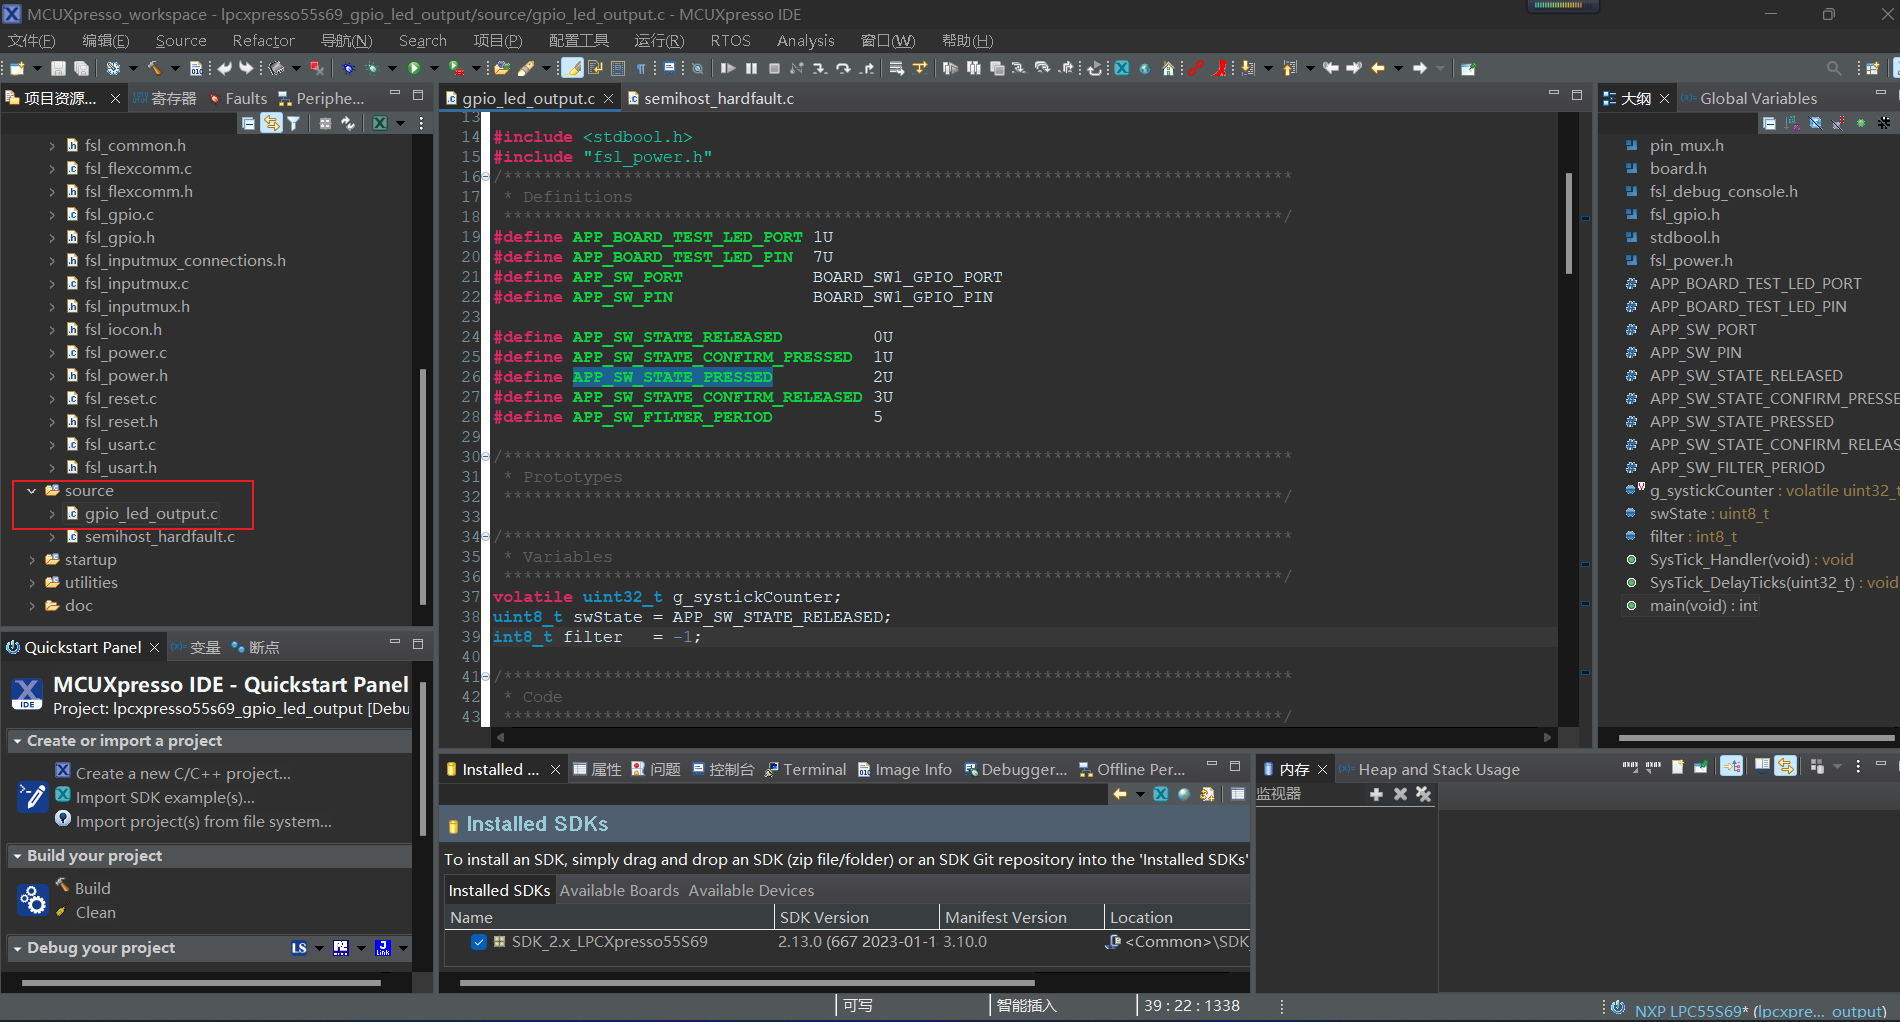 MCUXpresso_workspace - lpcxpresso55s69_gpio_led_output/source/gpio_led_output.c - MCUXpresso IDE
文件(F) 编辑(E) Source Refactor 导航(N) Search 项目(P) 配置工具 运行(R) RTOS Analysis 窗口(W) 帮助(H)
项目资源... 寄存器 Faults Periphe...
fsl_common.h
fsl_flexcomm.c
fsl_flexcomm.h
fsl_gpio.c
fsl_gpio.h
fsl_inputmux_connections.h
fsl_inputmux.c
fsl_inputmux.h
fsl_iocon.h
fsl_power.c
fsl_power.h
fsl_reset.c
fsl_reset.h
fsl_usart.c
fsl_usart.h
source
gpio_led_output.c
semihost_hardfault.c
startup
utilities
doc
Quickstart Panel 变量 断点
MCUXpresso IDE - Quickstart Panel
Project: lpcxpresso55s69_gpio_led_output [Debu
Create or import a project
Create a new C/C++ project...
Import SDK example(s)...
Import project(s) from file system...
Build your project
Build
Clean
Debug your project
gpio_led_output.c semihost_hardfault.c
13
14 #include <stdbool.h>
15 #include "fsl_power.h"
16 /*******************************************************************************
17 * Definitions
18 ******************************************************************************/
19 #define APP_BOARD_TEST_LED_PORT 1U
20 #define APP_BOARD_TEST_LED_PIN 7U
21 #define APP_SW_PORT BOARD_SW1_GPIO_PORT
22 #define APP_SW_PIN BOARD_SW1_GPIO_PIN
23
24 #define APP_SW_STATE_RELEASED 0U
25 #define APP_SW_STATE_CONFIRM_PRESSED 1U
26 #define APP_SW_STATE_PRESSED 2U
27 #define APP_SW_STATE_CONFIRM_RELEASED 3U
28 #define APP_SW_FILTER_PERIOD 5
29
30 /*******************************************************************************
31 * Prototypes
32 ******************************************************************************/
33
34 /*******************************************************************************
35 * Variables
36 ******************************************************************************/
37 volatile uint32_t g_systickCounter;
38 uint8_t swState = APP_SW_STATE_RELEASED;
39 int8_t filter = -1;
40
41 /*******************************************************************************
42 * Code
43 ******************************************************************************/
大纲 Global Variables
pin_mux.h
board.h
fsl_debug_console.h
fsl_gpio.h
stdbool.h
fsl_power.h
APP_BOARD_TEST_LED_PORT
APP_BOARD_TEST_LED_PIN
APP_SW_PORT
APP_SW_PIN
APP_SW_STATE_RELEASED
APP_SW_STATE_CONFIRM_PRESSE
APP_SW_STATE_PRESSED
APP_SW_STATE_CONFIRM_RELEAS
APP_SW_FILTER_PERIOD
g_systickCounter : volatile uint32_t
swState : uint8_t
filter : int8_t
SysTick_Handler(void) : void
SysTick_DelayTicks(uint32_t) : void
main(void) : int
Installed ... 属性 问题 控制台 Terminal Image Info Debugger... Offline Per...
Installed SDKs
To install an SDK, simply drag and drop an SDK (zip file/folder) or an SDK Git repository into the 'Installed SDKs'
Installed SDKs Available Boards Available Devices
Name SDK Version Manifest Version Location
SDK_2.x_LPCXpresso55S69 2.13.0 (667 2023-01-1 3.10.0 <Common>\SDK_
内存 Heap and Stack Usage
监视器
可写 智能插入 39 : 22 : 1338
NXP LPC55S69* (lpcxpre... output)